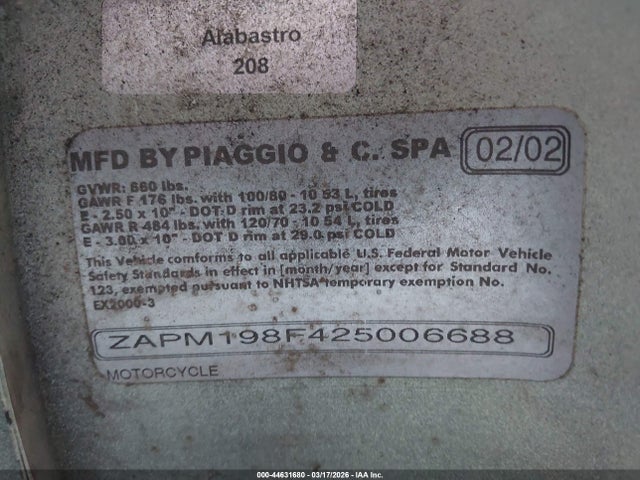 Alabastro
208
MFD BY PIAGGIO & C. SPA 02/02
GVWR: 660 lbs.
GAWR F 176 lbs. with 100/80 - 10 53 L, tires
E - 2.50 x 10" - DOT D rim at 23.2 psi COLD
GAWR R 484 lbs. with 120/70 - 10 54 L, tires
E - 3.00 x 10" - DOT D rim at 29.0 psi COLD
This Vehicle comforms to all applicable U.S. Federal Motor Vehicle
Safety Standards in effect in [month/year] except for Standard No.
123, exempted pursuant to NHTSA temporary exemption No.
EX2000-3
ZAPM198F425006688
MOTORCYCLE
000-44631680 | 03/17/2026 | IAA Inc.